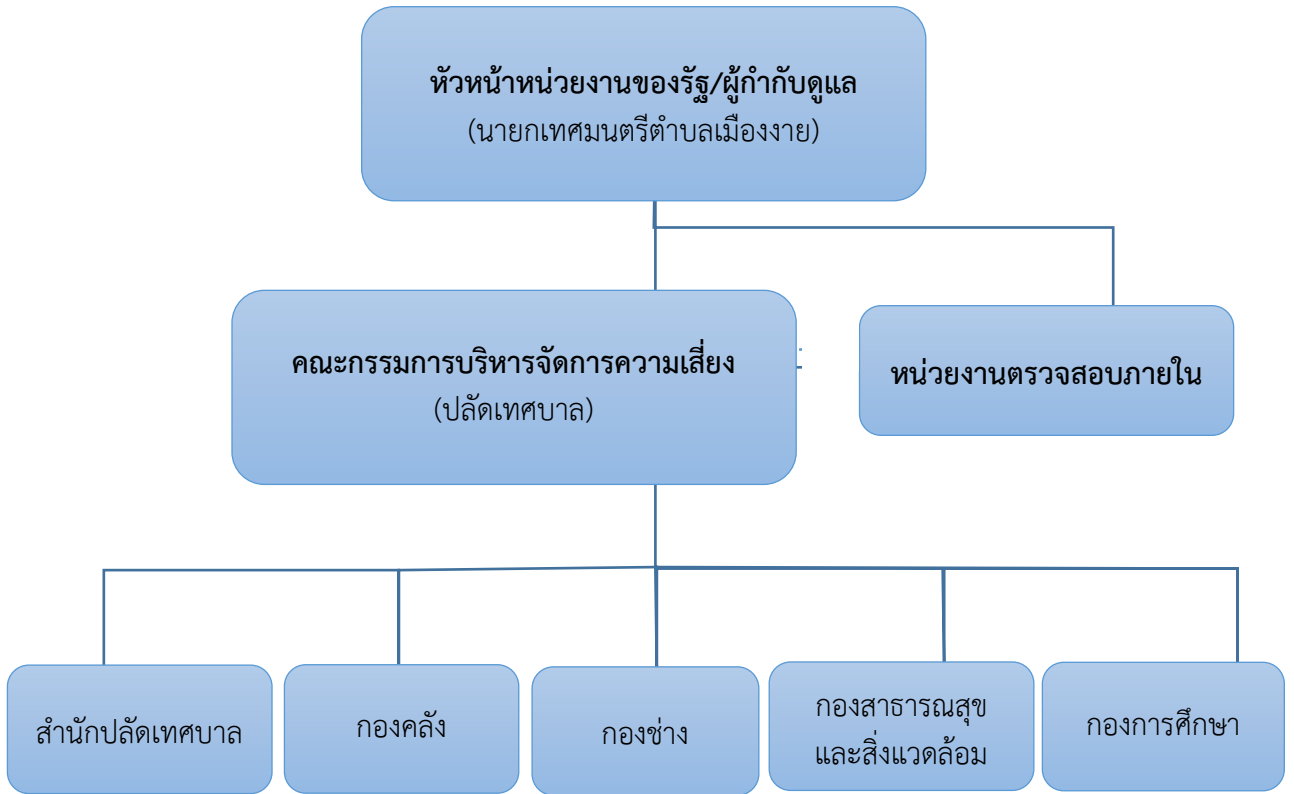 หัวหน้าหน่วยงานของรัฐ/ผู้กำกับดูแล
(นายกเทศมนตรีตำบลเมืองงาย)
คณะกรรมการบริหารจัดการความเสี่ยง
(ปลัดเทศบาล)
หน่วยงานตรวจสอบภายใน
สำนักปลัดเทศบาล
กองคลัง
กองช่าง
กองสาธารณสุข
และสิ่งแวดล้อม
กองการศึกษา